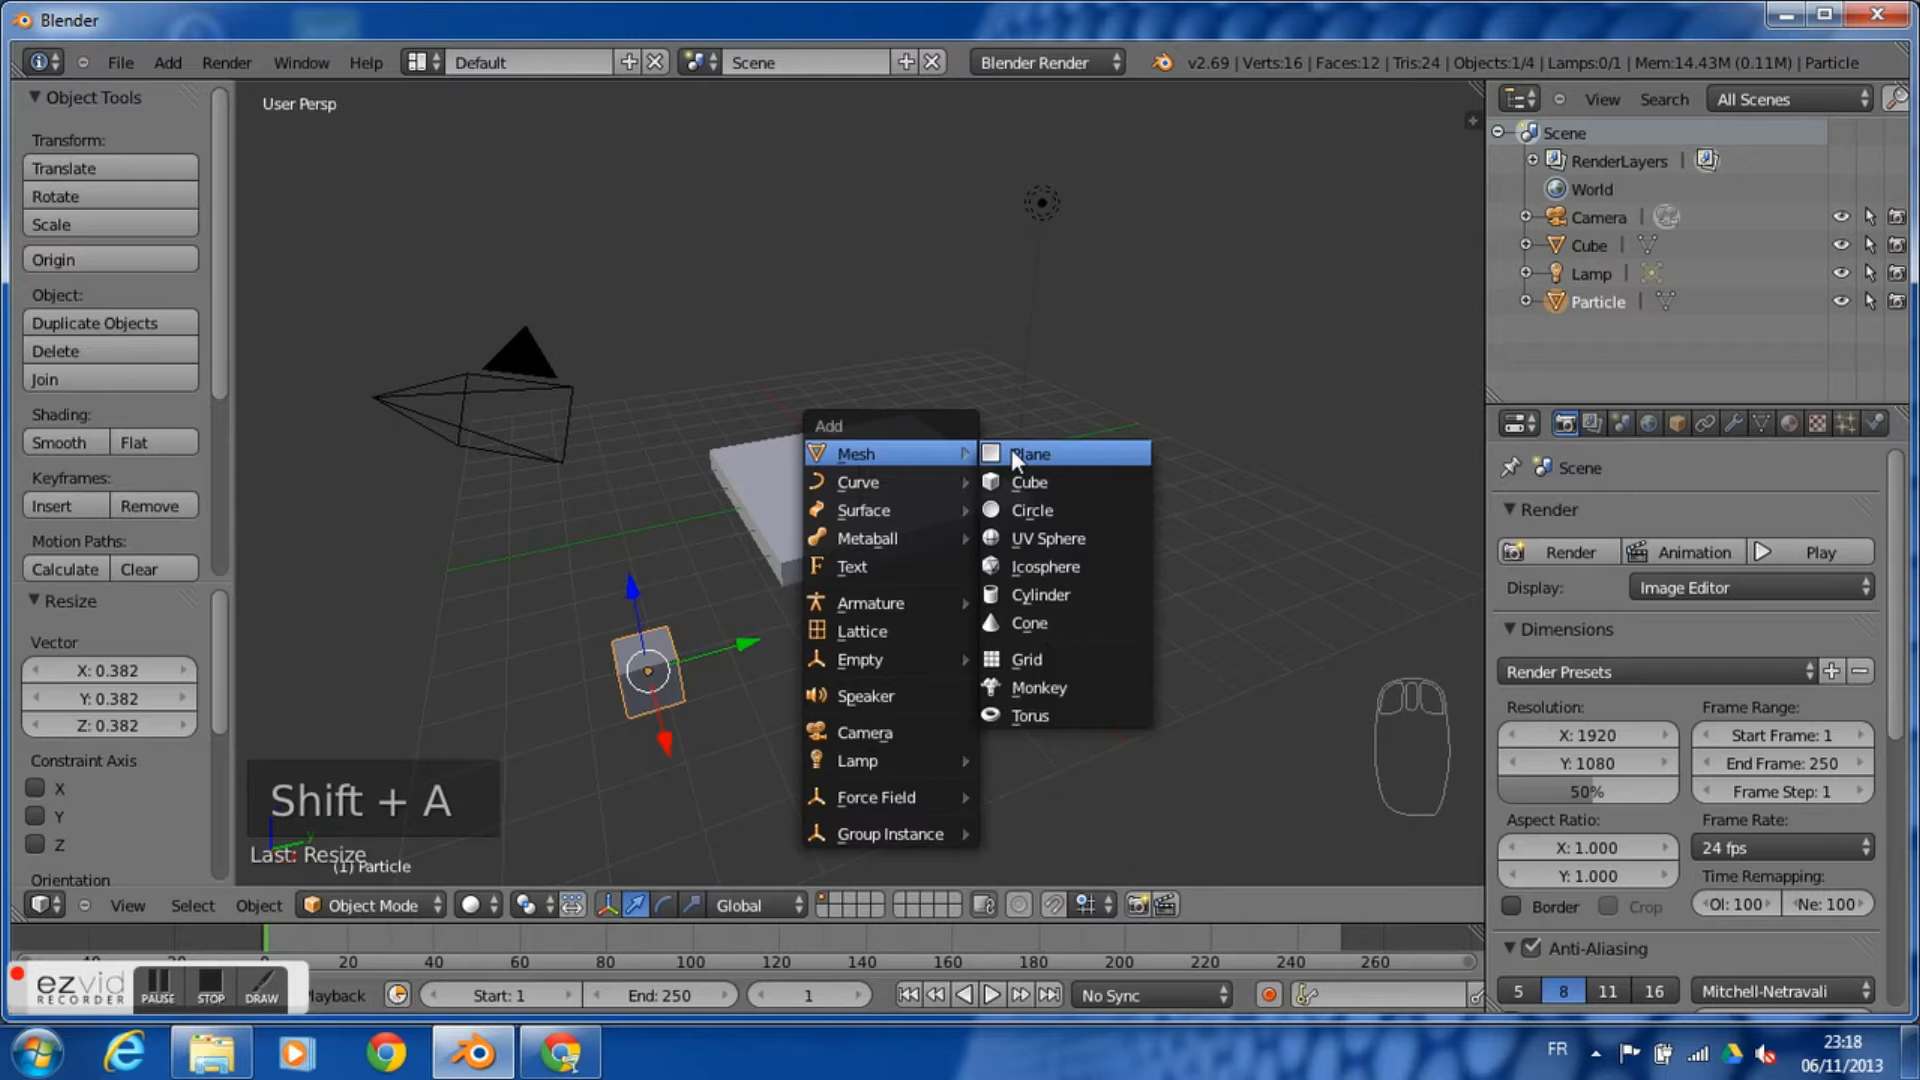 Blender
File Add Render Window Help Default Scene Blender Render v2.69 | Verts:16 | Faces:12 | Tris:24 | Objects:1/4 | Lamps:0/1 | Mem:14.43M (0.11M) | Particle
Object Tools
Transform:
Translate
Rotate
Scale
Origin
Object:
Duplicate Objects
Delete
Join
Shading:
Smooth Flat
Keyframes:
Insert Remove
Motion Paths:
Calculate Clear
Resize
Vector
X: 0.382
Y: 0.382
Z: 0.382
Constraint Axis
X
Y
Z
Orientation
User Persp
Add
Mesh
Curve
Surface
Metaball
Text
Armature
Lattice
Empty
Speaker
Camera
Lamp
Force Field
Group Instance
Plane
Cube
Circle
UV Sphere
Icosphere
Cylinder
Cone
Grid
Monkey
Torus
Shift + A
Last: Resize
(1) Particle
View Select Object Object Mode Global
View Search All Scenes
Scene
RenderLayers
World
Camera
Cube
Lamp
Particle
Scene
Render
Render Animation Play
Display: Image Editor
Dimensions
Render Presets
Resolution: Frame Range:
X: 1920 Start Frame: 1
Y: 1080 End Frame: 250
50% Frame Step: 1
Aspect Ratio: Frame Rate:
X: 1.000 24 fps
Y: 1.000 Time Remapping:
Border Crop Ol: 100 Ne: 100
Anti-Aliasing
5 8 11 16 Mitchell-Netravali
20 40 60 80 100 120 140 160 180 200 220 240 260
ezvid
RECORDER
PAUSE STOP DRAW
Playback Start: 1 End: 250 1 No Sync
FR
23:18
06/11/2013